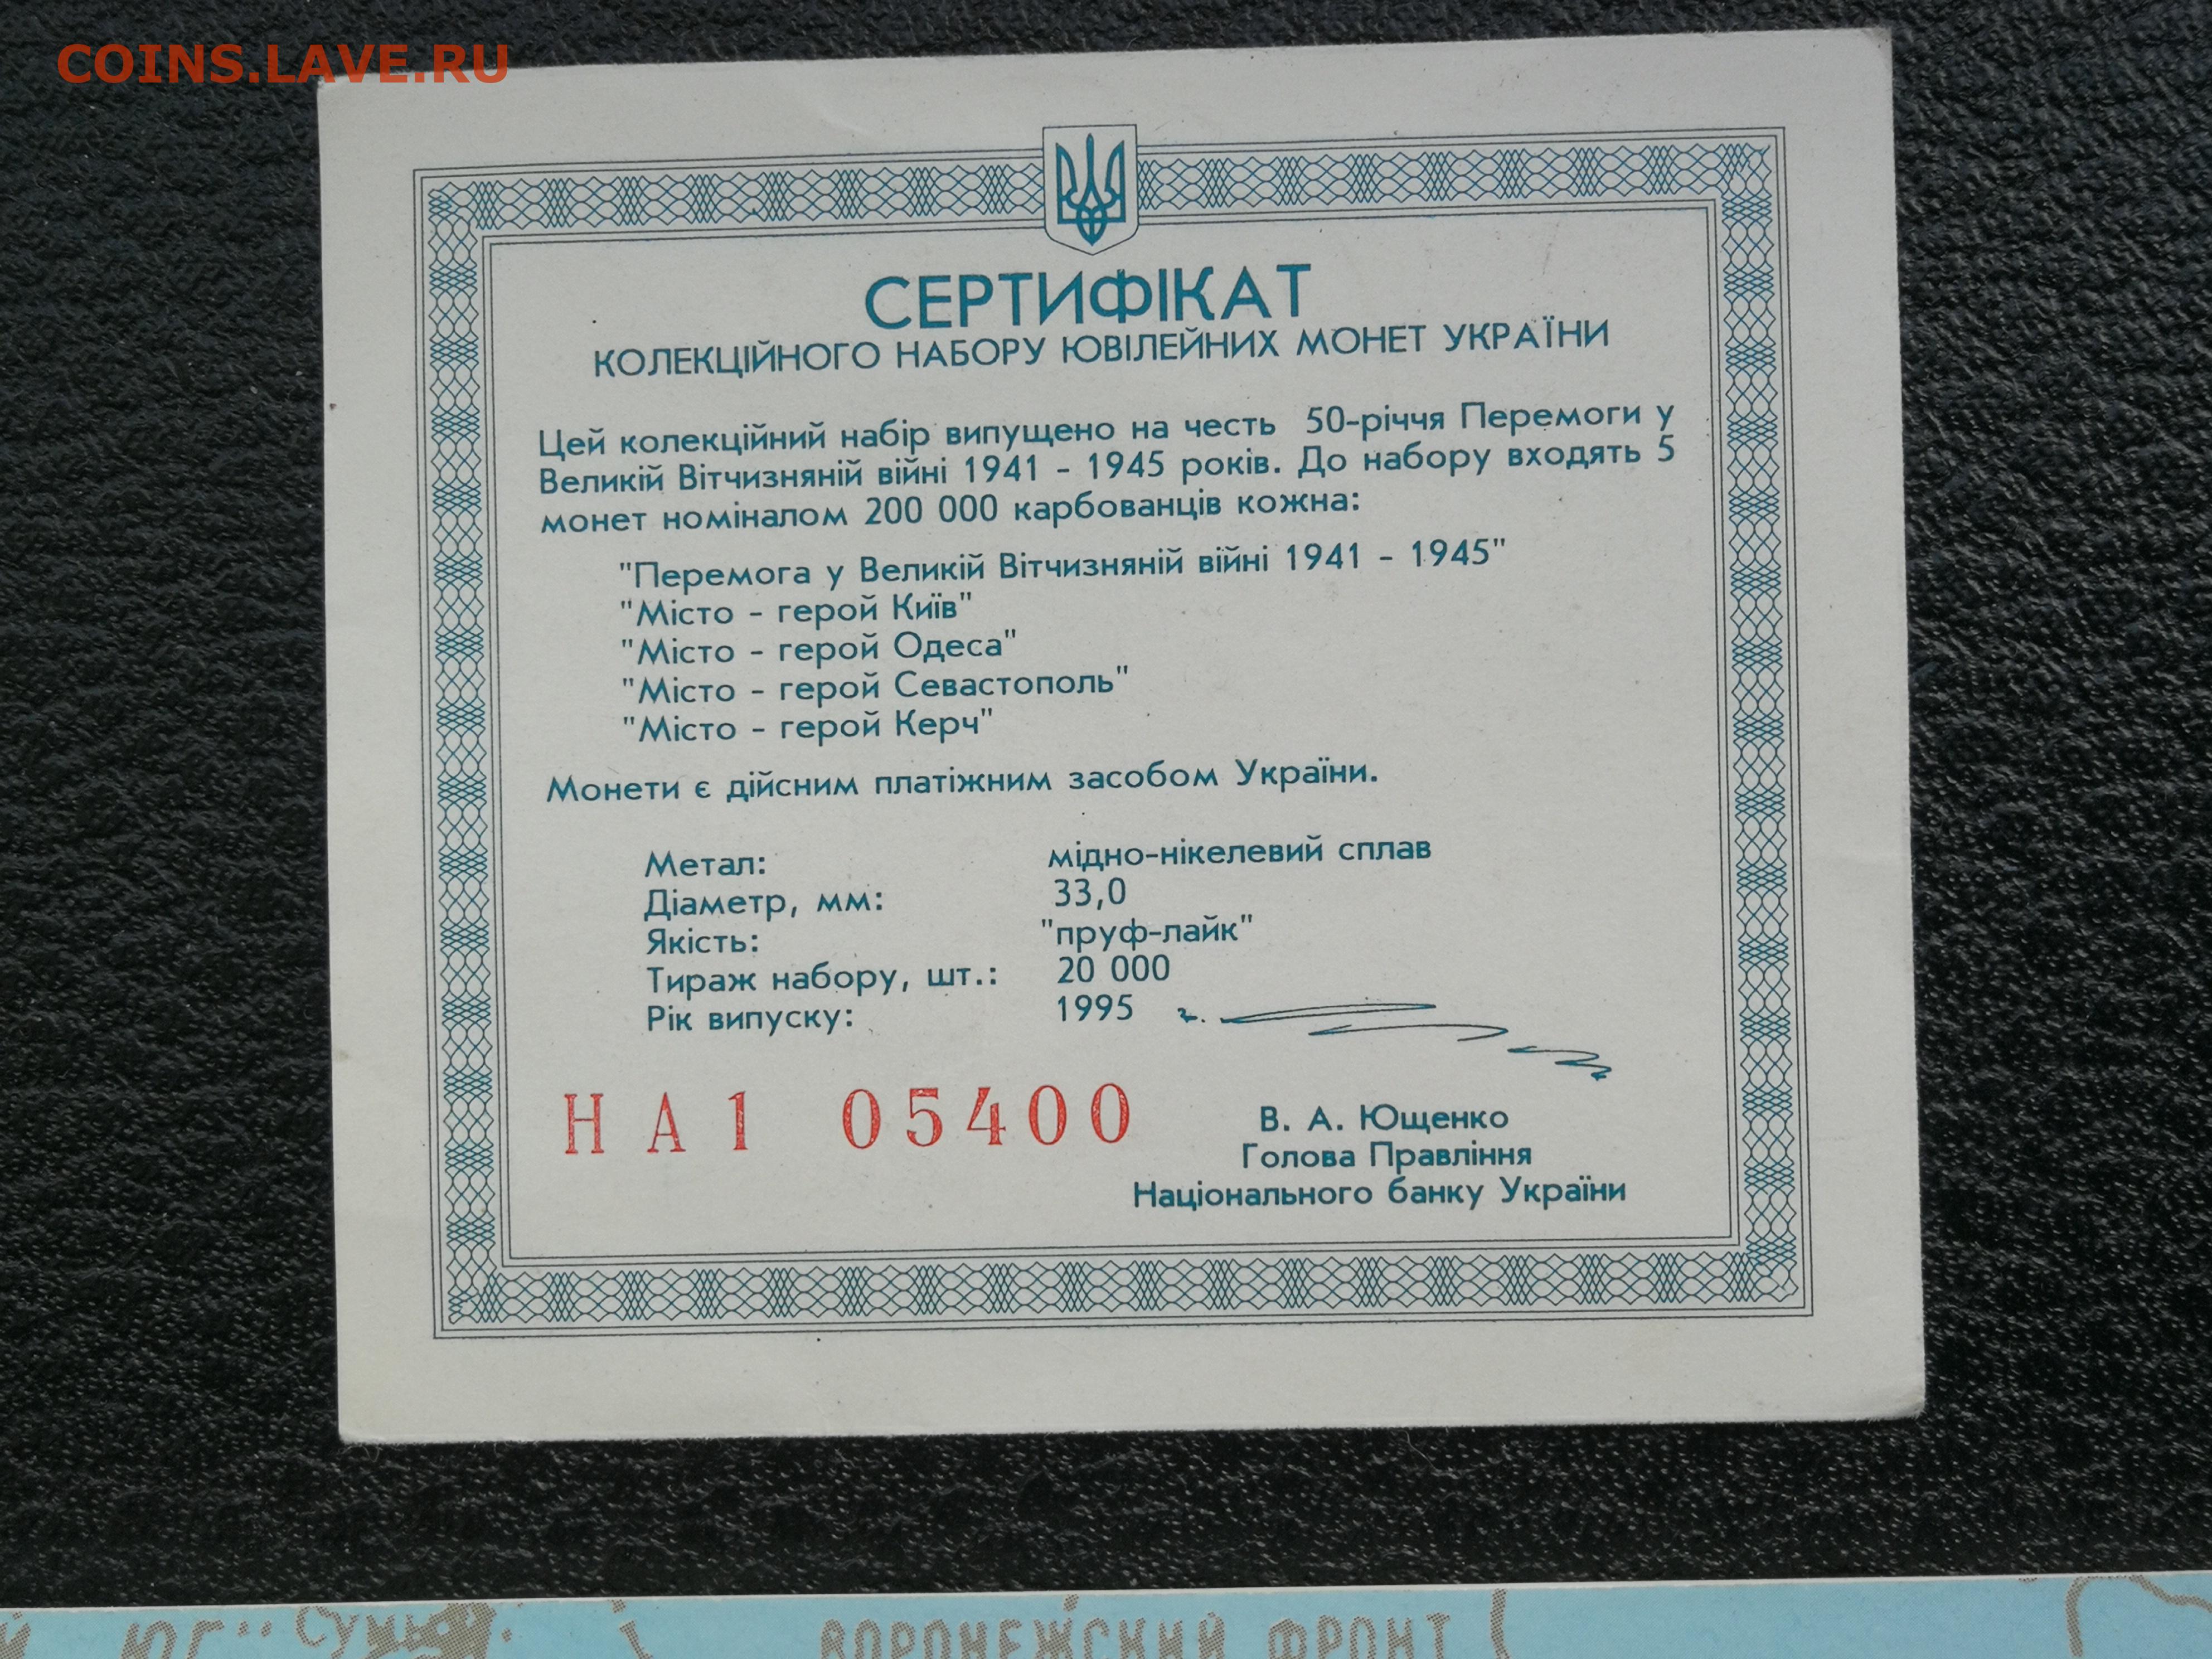 COINS.LAVE.RU
СЕРТИФІКАТ
КОЛЕКЦІЙНОГО НАБОРУ ЮВІЛЕЙНИХ МОНЕТ УКРАЇНИ
Цей колекційний набір випущено на честь 50-річчя Перемоги у
Великій Вітчизняній війні 1941 - 1945 років. До набору входять 5
монет номіналом 200 000 карбованців кожна:
"Перемога у Великій Вітчизняній війні 1941 - 1945"
"Місто - герой Київ"
"Місто - герой Одеса"
"Місто - герой Севастополь"
"Місто - герой Керч"
Монети є дійсним платіжним засобом України.
Метал: мідно-нікелевий сплав
Діаметр, мм: 33,0
Якість: "пруф-лайк"
Тираж набору, шт.: 20 000
Рік випуску: 1995
НА1 05400
В. А. Ющенко
Голова Правління
Національного банку України
ВОРОНЕЖСКИЙ ФРОНТ